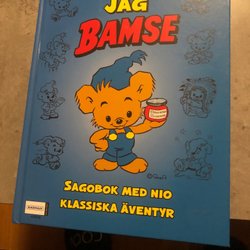 JAG
BAMSE
SAGOBOK MED NIO
KLASSISKA ÄVENTYR